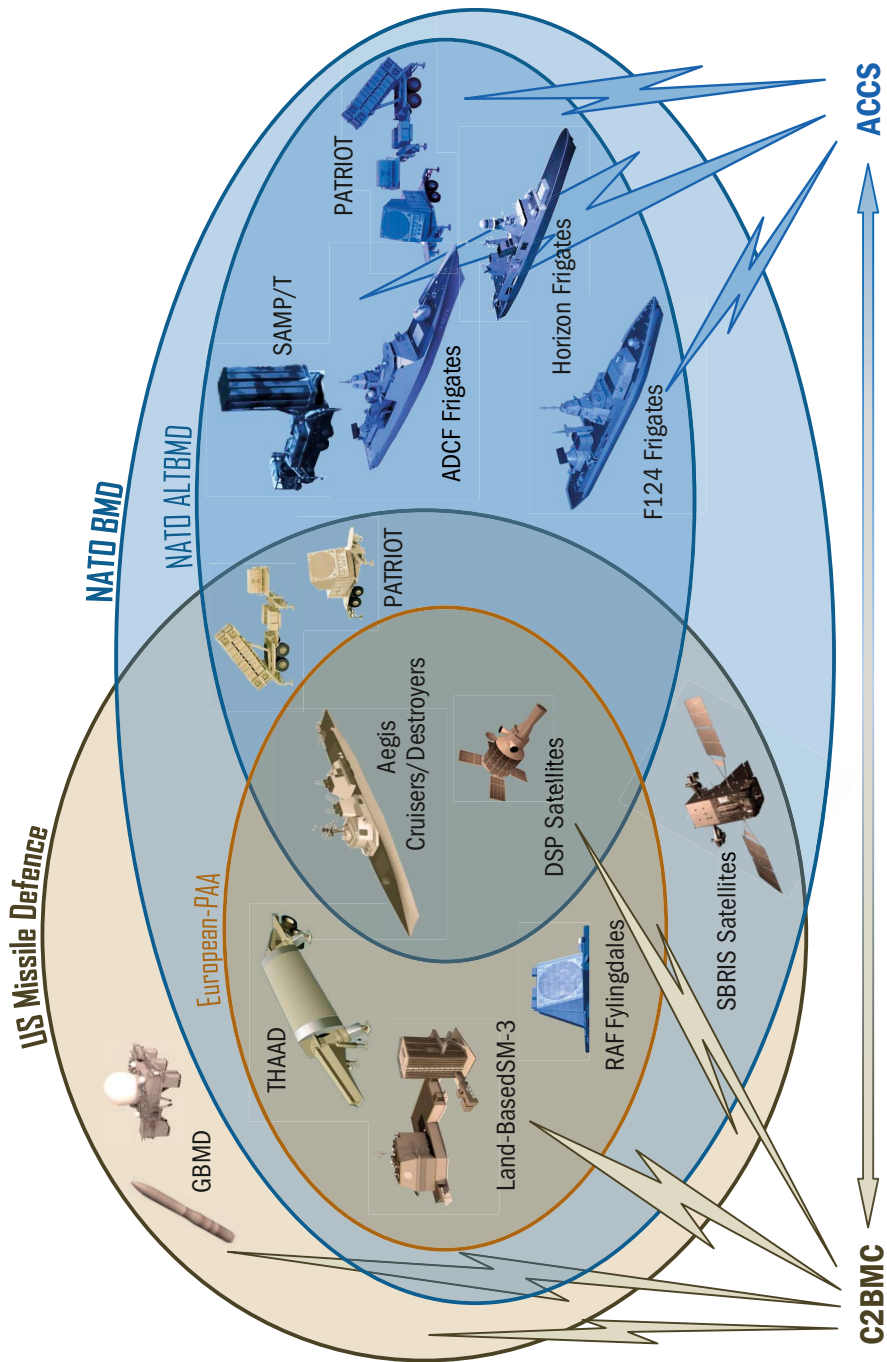 US Missile Defence
NATO BMD
NATO ALTBMD
European-PAA
GBMD
THAAD
PATRIOT
SAMP/T
PATRIOT
Aegis
Cruisers/Destroyers
ADCF Frigates
Land-BasedSM-3
DSP Satellites
Horizon Frigates
RAF Fylingdales
F124 Frigates
SBRIS Satellites
C2BMC
ACCS